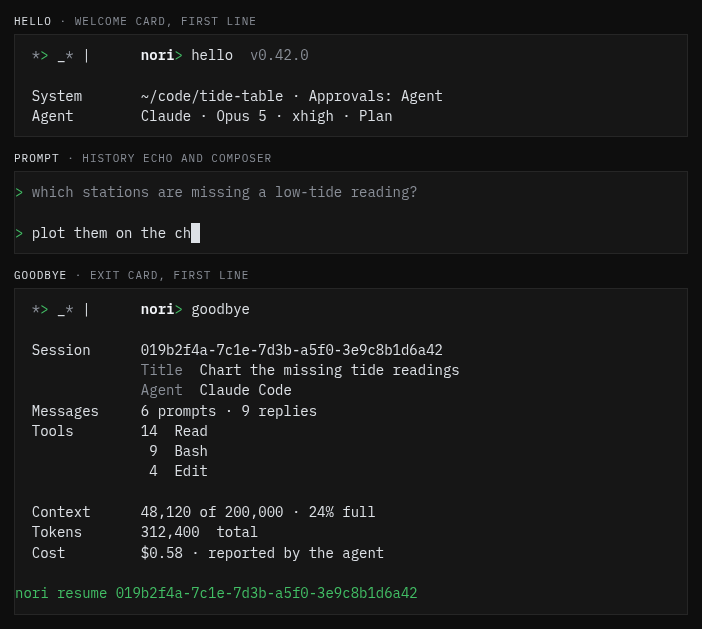 HELLO · WELCOME CARD, FIRST LINE
*> _* | nori> hello v0.42.0
System ~/code/tide-table · Approvals: Agent
Agent Claude · Opus 5 · xhigh · Plan
PROMPT · HISTORY ECHO AND COMPOSER
> which stations are missing a low-tide reading?
> plot them on the ch
GOODBYE · EXIT CARD, FIRST LINE
*> _* | nori> goodbye
Session 019b2f4a-7c1e-7d3b-a5f0-3e9c8b1d6a42
Title Chart the missing tide readings
Agent Claude Code
Messages 6 prompts · 9 replies
Tools 14 Read
9 Bash
4 Edit
Context 48,120 of 200,000 · 24% full
Tokens 312,400 total
Cost $0.58 · reported by the agent
nori resume 019b2f4a-7c1e-7d3b-a5f0-3e9c8b1d6a42